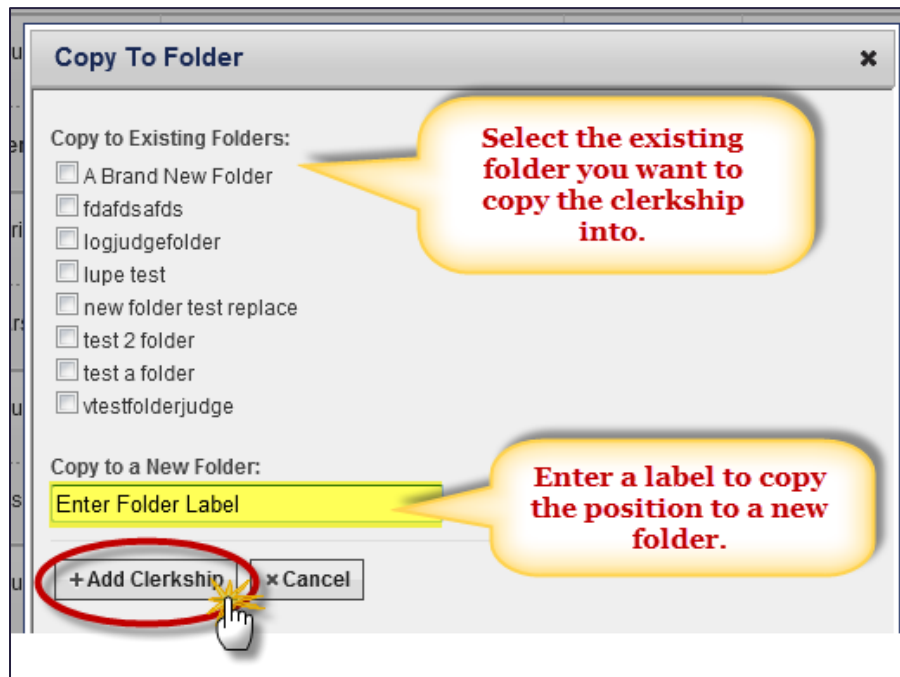 Copy To Folder
Copy to Existing Folders:
A Brand New Folder
fdafdsafds
logjudgefolder
lupe test
new folder test replace
test 2 folder
test a folder
vtestfolderjudge
Select the existing
folder you want to
copy the clerkship
into.
Copy to a New Folder:
Enter Folder Label
Enter a label to copy
the position to a new
folder.
+Add Clerkship
×Cancel